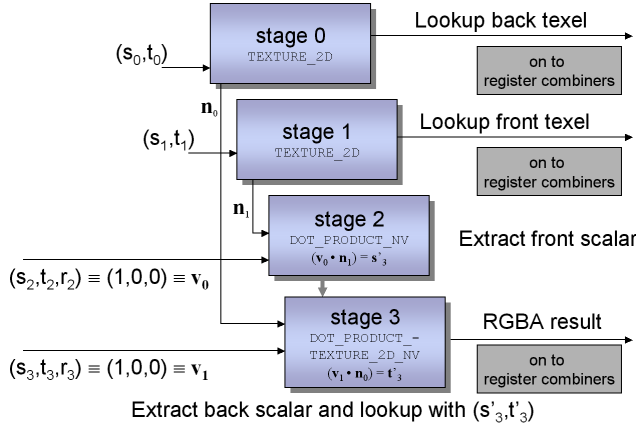 stage 0
TEXTURE_2D
Lookup back texel
(s0,t0)
on to
register combiners
n0
stage 1
TEXTURE_2D
Lookup front texel
(s1,t1)
on to
register combiners
n1
stage 2
DOT_PRODUCT_NV
(v0 • n1) = s’3
Extract front scalar
(s2,t2,r2) ≡ (1,0,0) ≡ v0
stage 3
DOT_PRODUCT_-
TEXTURE_2D_NV
(v1 • n0) = t’3
RGBA result
(s3,t3,r3) ≡ (1,0,0) ≡ v1
on to
register combiners
Extract back scalar and lookup with (s’3,t’3)